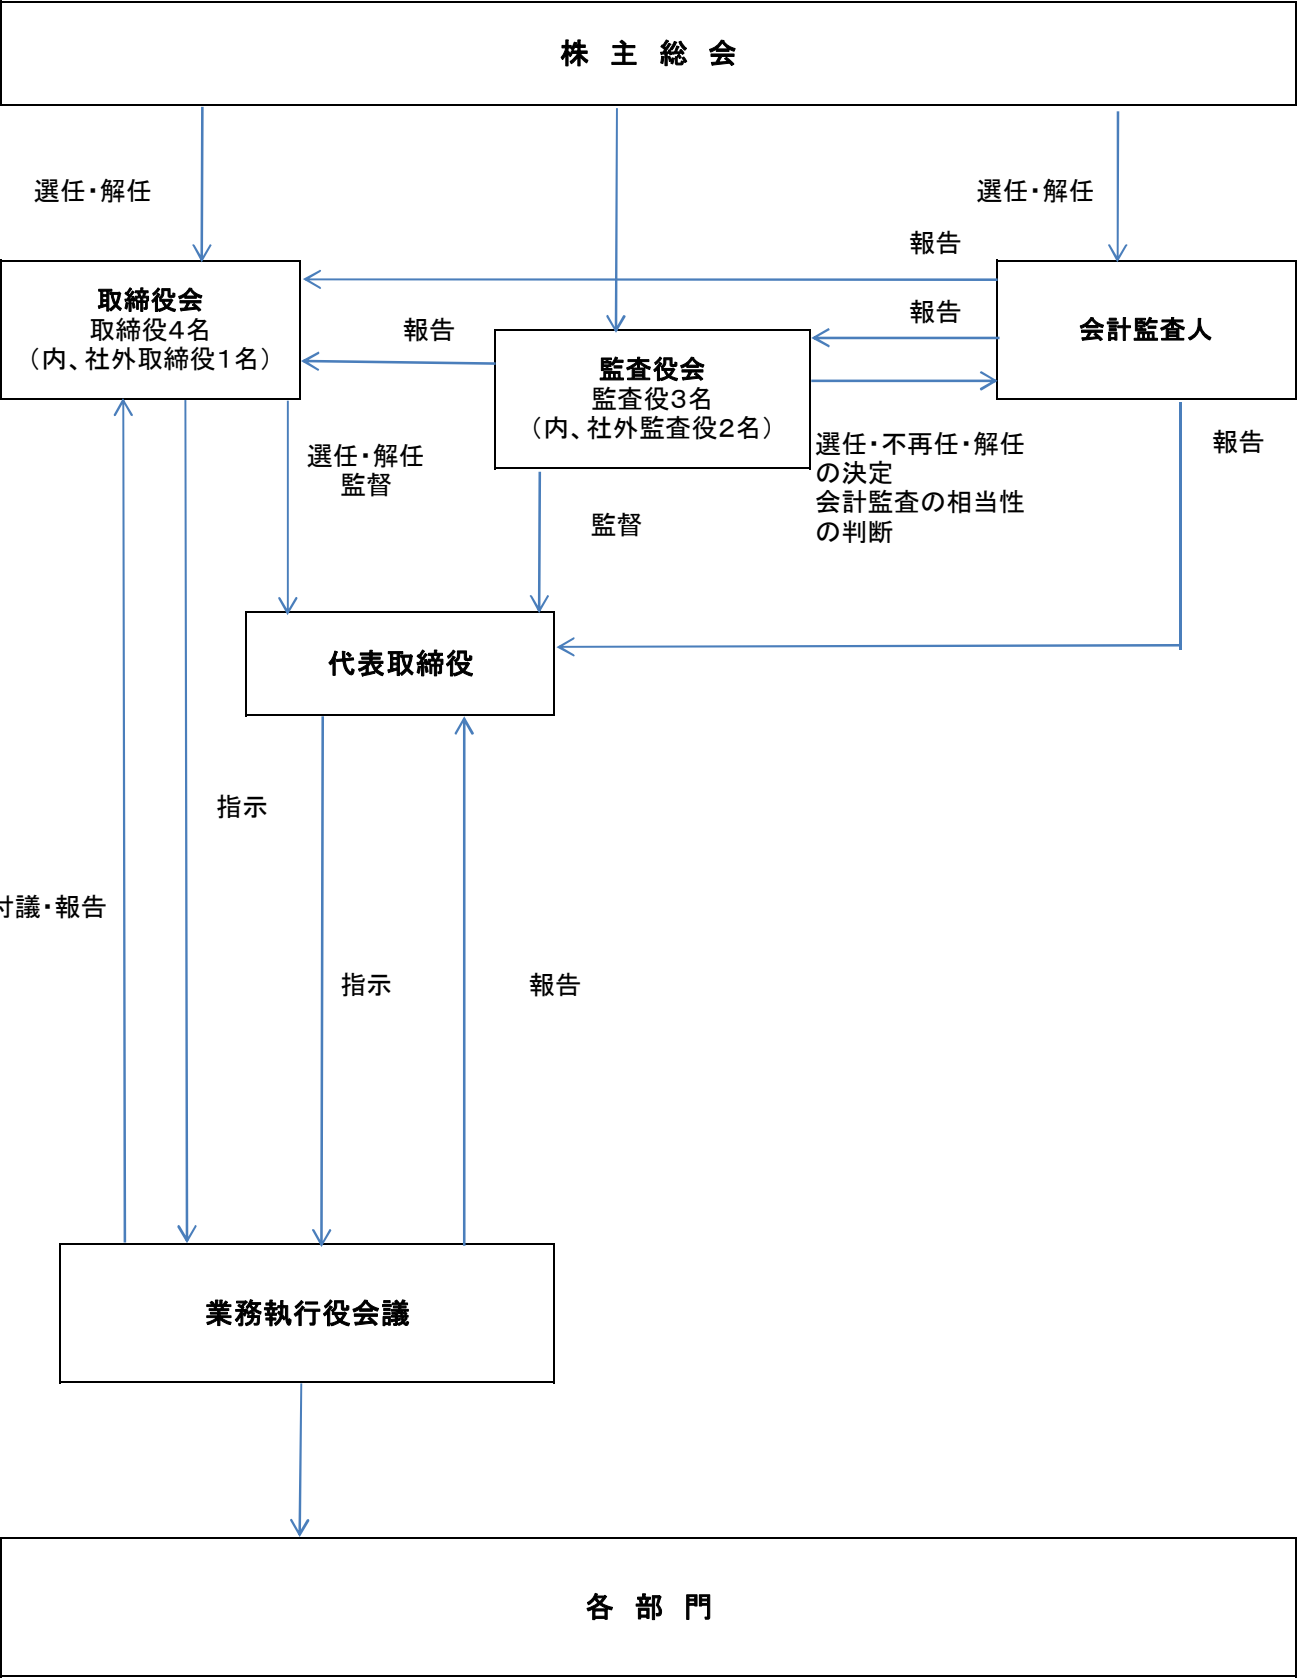 株 主 総 会
選任・解任
選任・解任
報告
取締役会
取締役４名
（内、社外取締役１名）
報告
報告
会計監査人
監査役会
監査役３名
（内、社外監査役２名）
選任・解任
監督
選任・不再任・解任
の決定
会計監査の相当性
の判断
報告
監督
代表取締役
指示
付議・報告
指示
報告
業務執行役会議
各 部 門